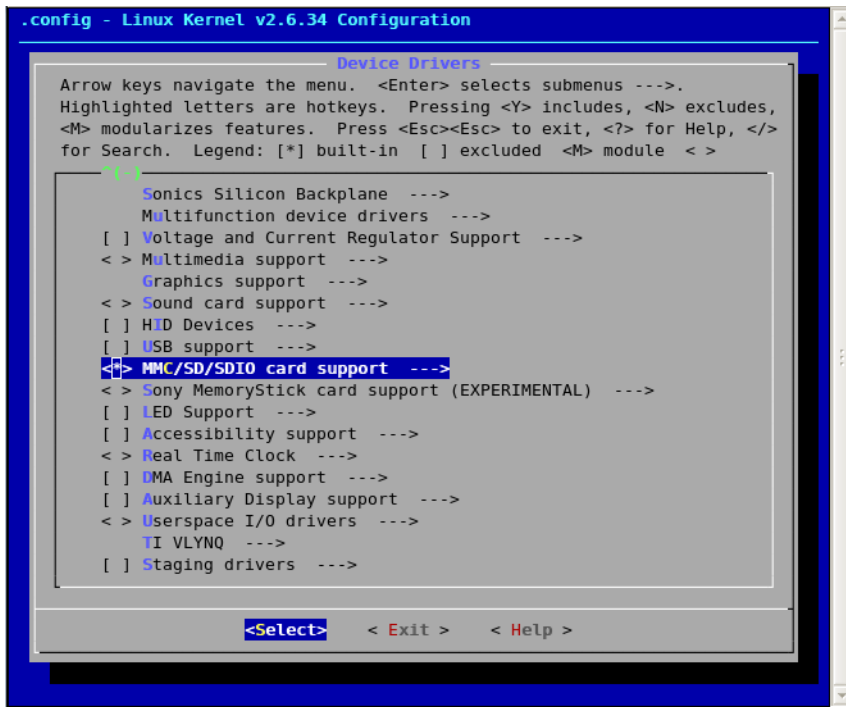 .config - Linux Kernel v2.6.34 Configuration
Device Drivers
Arrow keys navigate the menu.  <Enter> selects submenus --->.
Highlighted letters are hotkeys.  Pressing <Y> includes, <N> excludes,
<M> modularizes features.  Press <Esc><Esc> to exit, <?> for Help, </>
for Search.  Legend: [*] built-in  [ ] excluded  <M> module  < >
^(-)
Sonics Silicon Backplane  --->
Multifunction device drivers  --->
[ ] Voltage and Current Regulator Support  --->
< > Multimedia support  --->
Graphics support  --->
< > Sound card support  --->
[ ] HID Devices  --->
[ ] USB support  --->
<*> MMC/SD/SDIO card support  --->
< > Sony MemoryStick card support (EXPERIMENTAL)  --->
[ ] LED Support  --->
[ ] Accessibility support  --->
< > Real Time Clock  --->
[ ] DMA Engine support  --->
[ ] Auxiliary Display support  --->
< > Userspace I/O drivers  --->
TI VLYNQ  --->
[ ] Staging drivers  --->
<Select>    < Exit >    < Help >